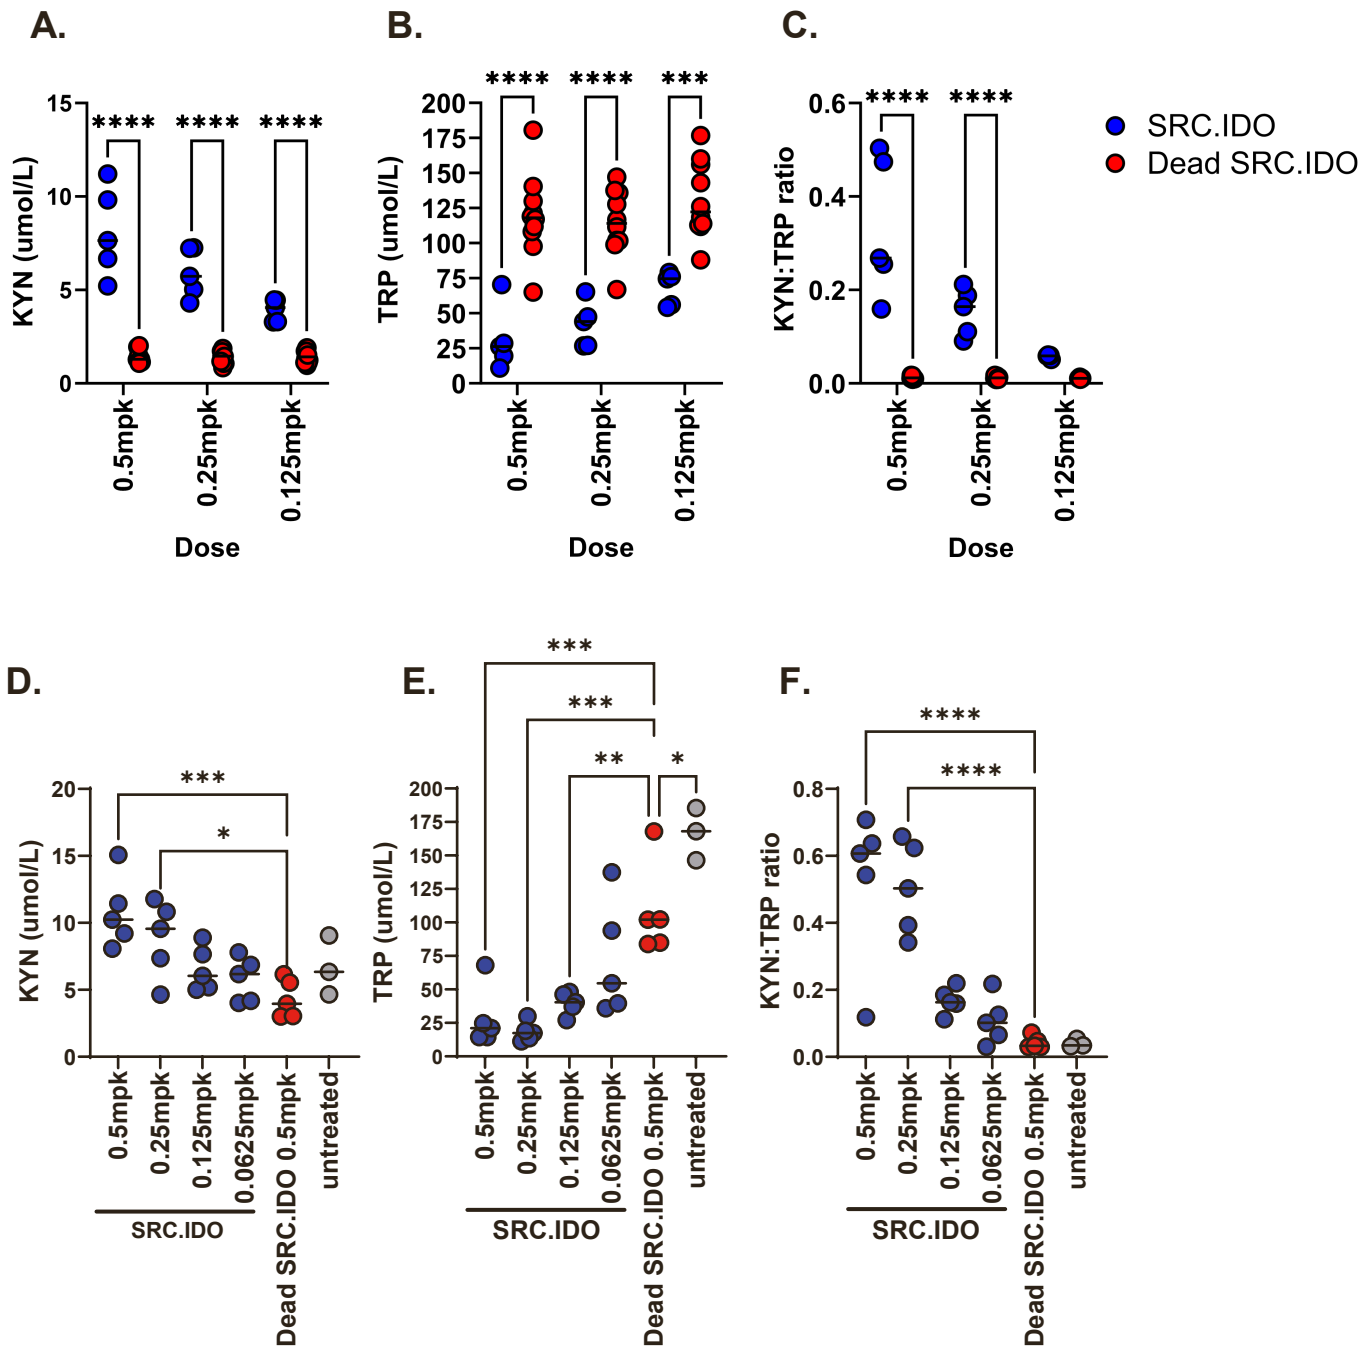 A.
B.
C.
**** **** ****
KYN (umol/L)
15
10
5
0
0.5mpk
0.25mpk
0.125mpk
Dose
**** **** ***
TRP (umol/L)
200
175
150
125
100
75
50
25
0
0.5mpk
0.25mpk
0.125mpk
Dose
**** ****
KYN:TRP ratio
0.6
0.4
0.2
0.0
0.5mpk
0.25mpk
0.125mpk
Dose
SRC.IDO
Dead SRC.IDO
D.
E.
F.
***
*
KYN (umol/L)
20
15
10
5
0
0.5mpk
0.25mpk
0.125mpk
0.0625mpk
Dead SRC.IDO 0.5mpk
untreated
SRC.IDO
***
***
** *
TRP (umol/L)
200
175
150
125
100
75
50
25
0
0.5mpk
0.25mpk
0.125mpk
0.0625mpk
Dead SRC.IDO 0.5mpk
untreated
SRC.IDO
****
****
KYN:TRP ratio
0.8
0.6
0.4
0.2
0.0
0.5mpk
0.25mpk
0.125mpk
0.0625mpk
Dead SRC.IDO 0.5mpk
untreated
SRC.IDO